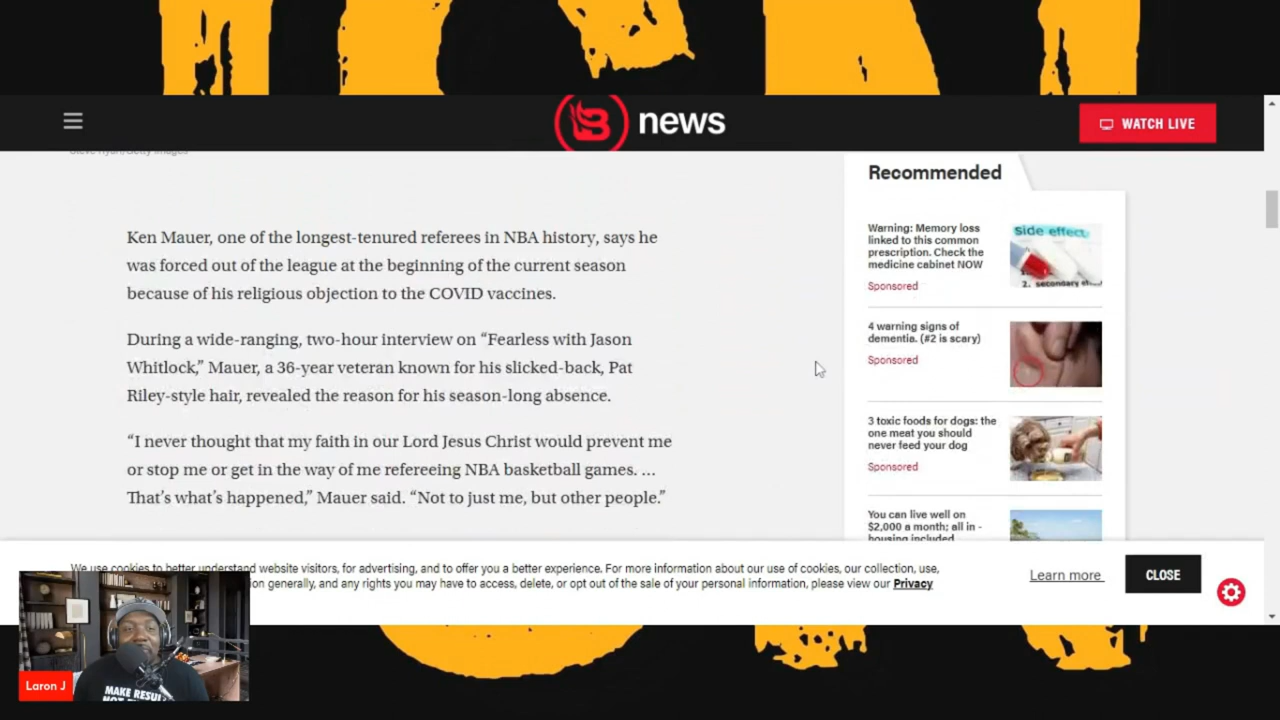 news
WATCH LIVE
Ken Mauer, one of the longest-tenured referees in NBA history, says he
was forced out of the league at the beginning of the current season
because of his religious objection to the COVID vaccines.
During a wide-ranging, two-hour interview on “Fearless with Jason
Whitlock,” Mauer, a 36-year veteran known for his slicked-back, Pat
Riley-style hair, revealed the reason for his season-long absence.
“I never thought that my faith in our Lord Jesus Christ would prevent me
or stop me or get in the way of me refereeing NBA basketball games. …
That’s what’s happened,” Mauer said. “Not to just me, but other people.”
Recommended
Warning: Memory loss
linked to this common
prescription. Check the
medicine cabinet NOW
Sponsored
side effect
2. secondary
4 warning signs of
dementia. (#2 is scary)
Sponsored
3 toxic foods for dogs: the
one meat you should
never feed your dog
Sponsored
You can live well on
$2,000 a month; all in -
housing included
We use cookies to better understand website visitors, for advertising, and to offer you a better experience. For more information about our use of cookies, our collection, use,
on generally, and any rights you may have to access, delete, or opt out of the sale of your personal information, please view our Privacy
Learn more
CLOSE
Laron J
MAKE RESU